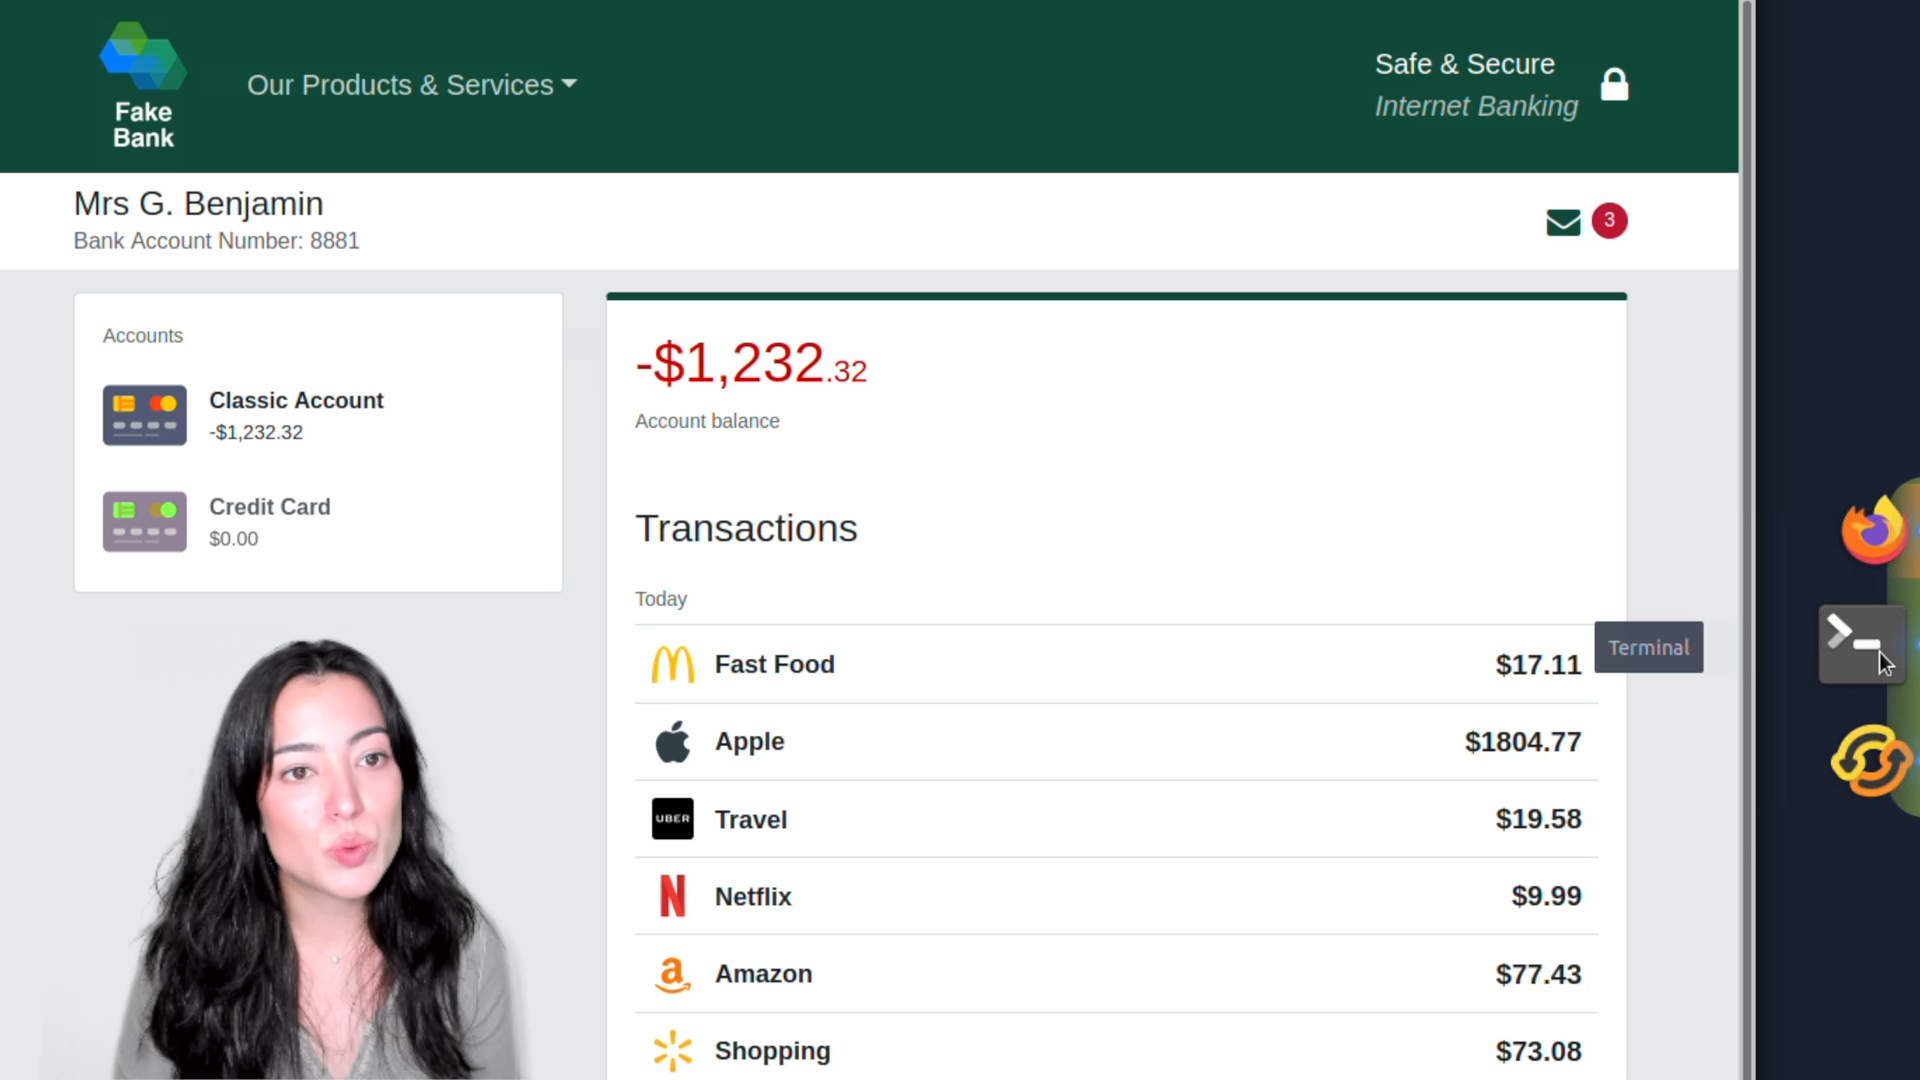 Fake
Bank
Our Products & Services
Safe & Secure
Internet Banking
Mrs G. Benjamin
Bank Account Number: 8881
3
Accounts
Classic Account
-$1,232.32
Credit Card
$0.00
-$1,232.32
Account balance
Transactions
Today
Fast Food $17.11
Terminal
Apple $1804.77
UBER Travel $19.58
Netflix $9.99
Amazon $77.43
Shopping $73.08